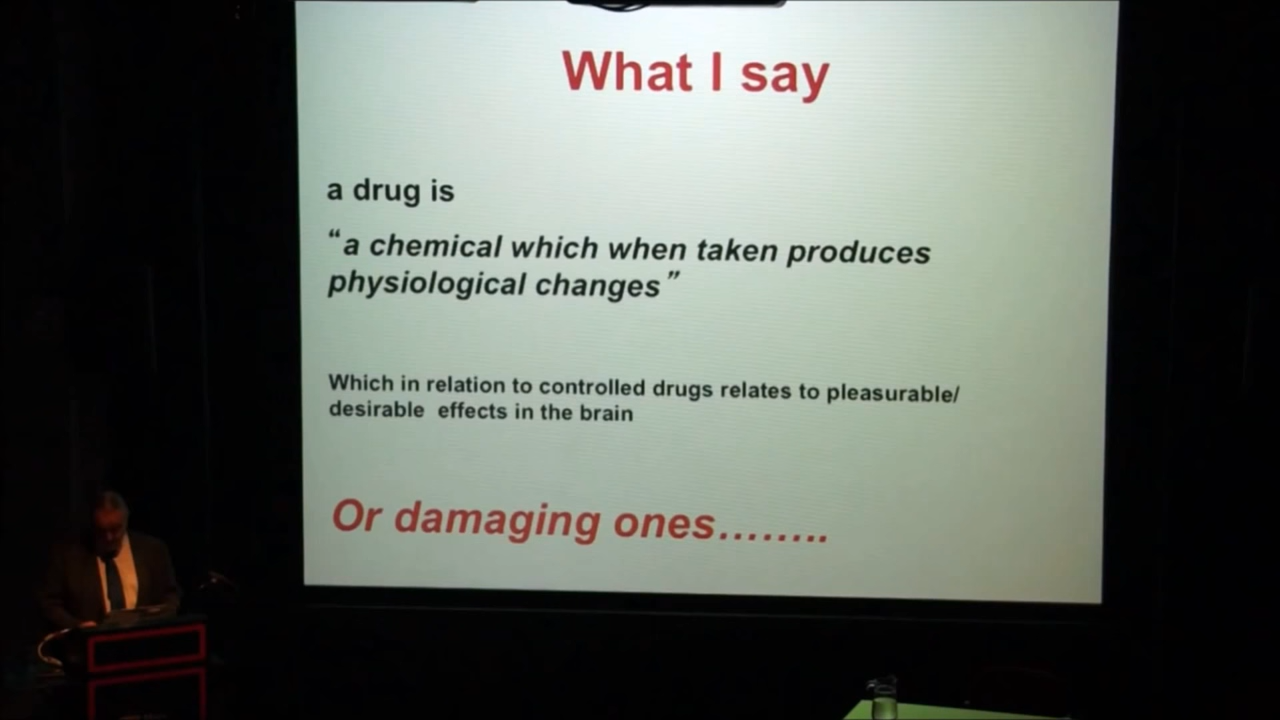 What I say
a drug is
“a chemical which when taken produces
physiological changes”
Which in relation to controlled drugs relates to pleasurable/
desirable effects in the brain
Or damaging ones……..